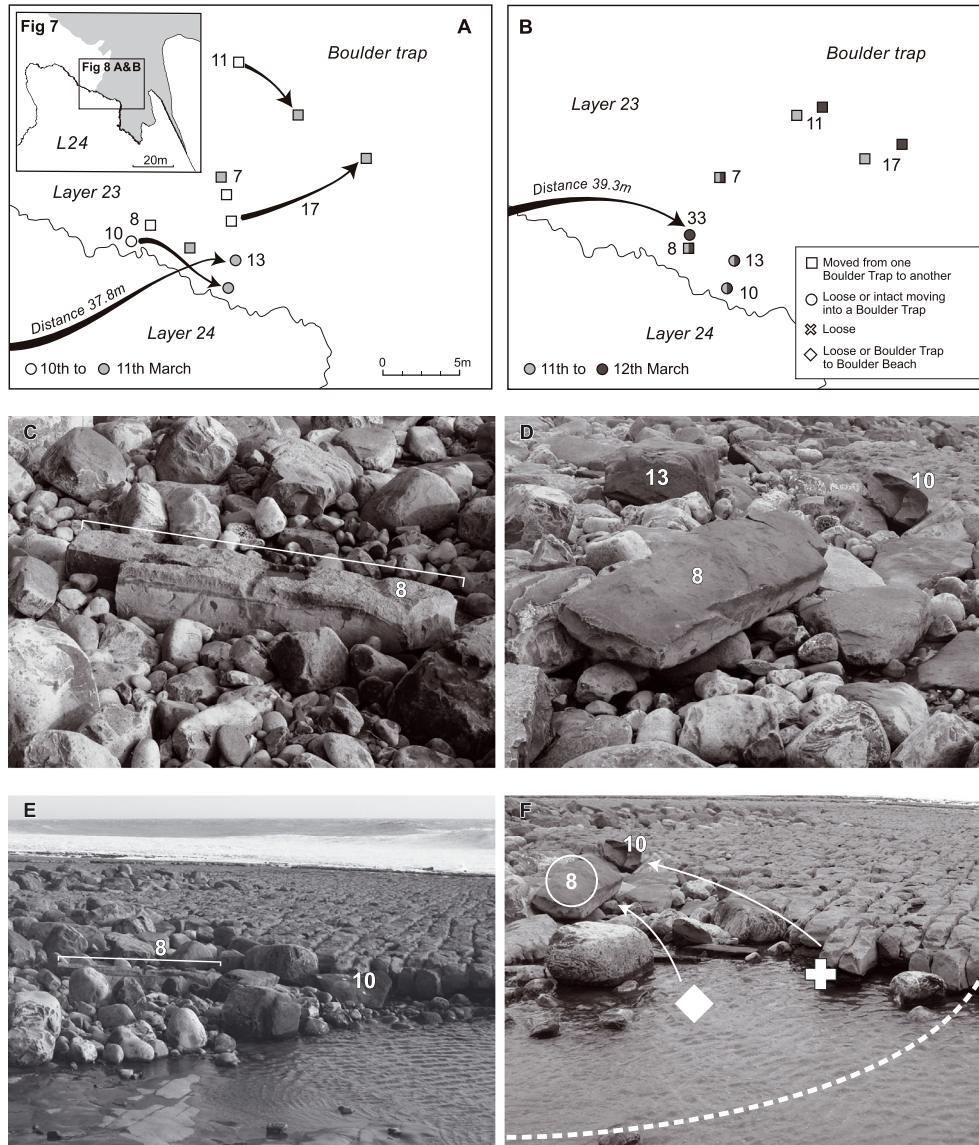 Fig 7
A
Boulder trap
11
Fig 8 A&B
L24
20m
Layer 23
7
8
10
17
13
Distance 37.8m
Layer 24
0 5m
10th to 11th March
B
Boulder trap
Layer 23
11
17
7
Distance 39.3m
33
8
13
10
Layer 24
11th to 12th March
Moved from one
Boulder Trap to another
Loose or intact moving
into a Boulder Trap
Loose
Loose or Boulder Trap
to Boulder Beach
C
8
D
13
10
8
E
8
10
F
10
8